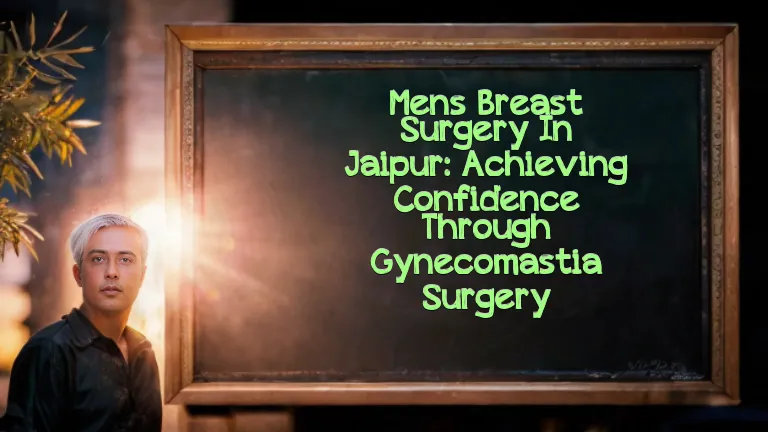 Mens Breast
Surgery In
Jaipur: Achieving
Confidence
Through
Gynecomastia
Surgery